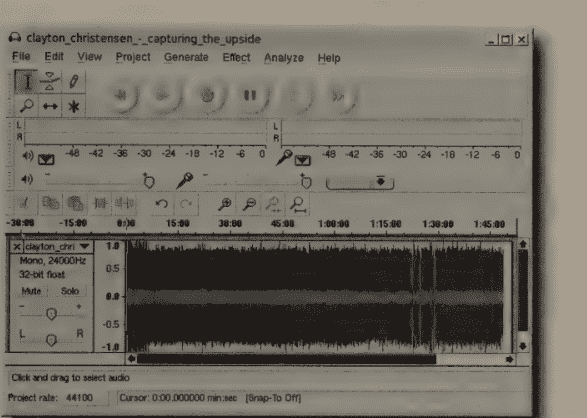 clayton_christensen_-_capturing_the_upside
File Edit View Project Generate Effect Analyze Help
L
R
-48 -42 -36 -30 -24 -18 -12 -6 0
L
R
-48 -42 -36 -30 -24 -18 -12 -6 0
-30:00 -15:00 0:00 15:00 30:00 45:00 1:00:00 1:15:00 1:30:00 1:45:00
clayton_chri
Mono, 24000Hz
32-bit float
Mute Solo
- +
L R
1.0
0.5
0.0
-0.5
-1.0
Click and drag to select audio
Project rate: 44100 Cursor: 0:00.000000 min:sec [Snap-To Off]